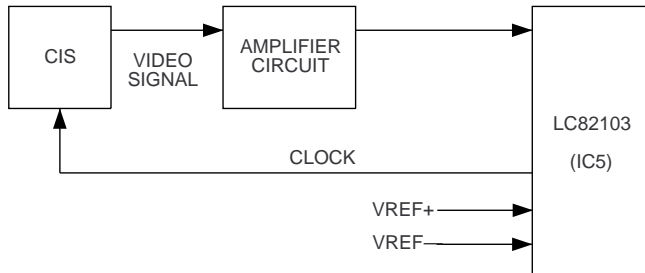 CIS
VIDEO
SIGNAL
AMPLIFIER
CIRCUIT
LC82103
(IC5)
CLOCK
VREF+
VREF–